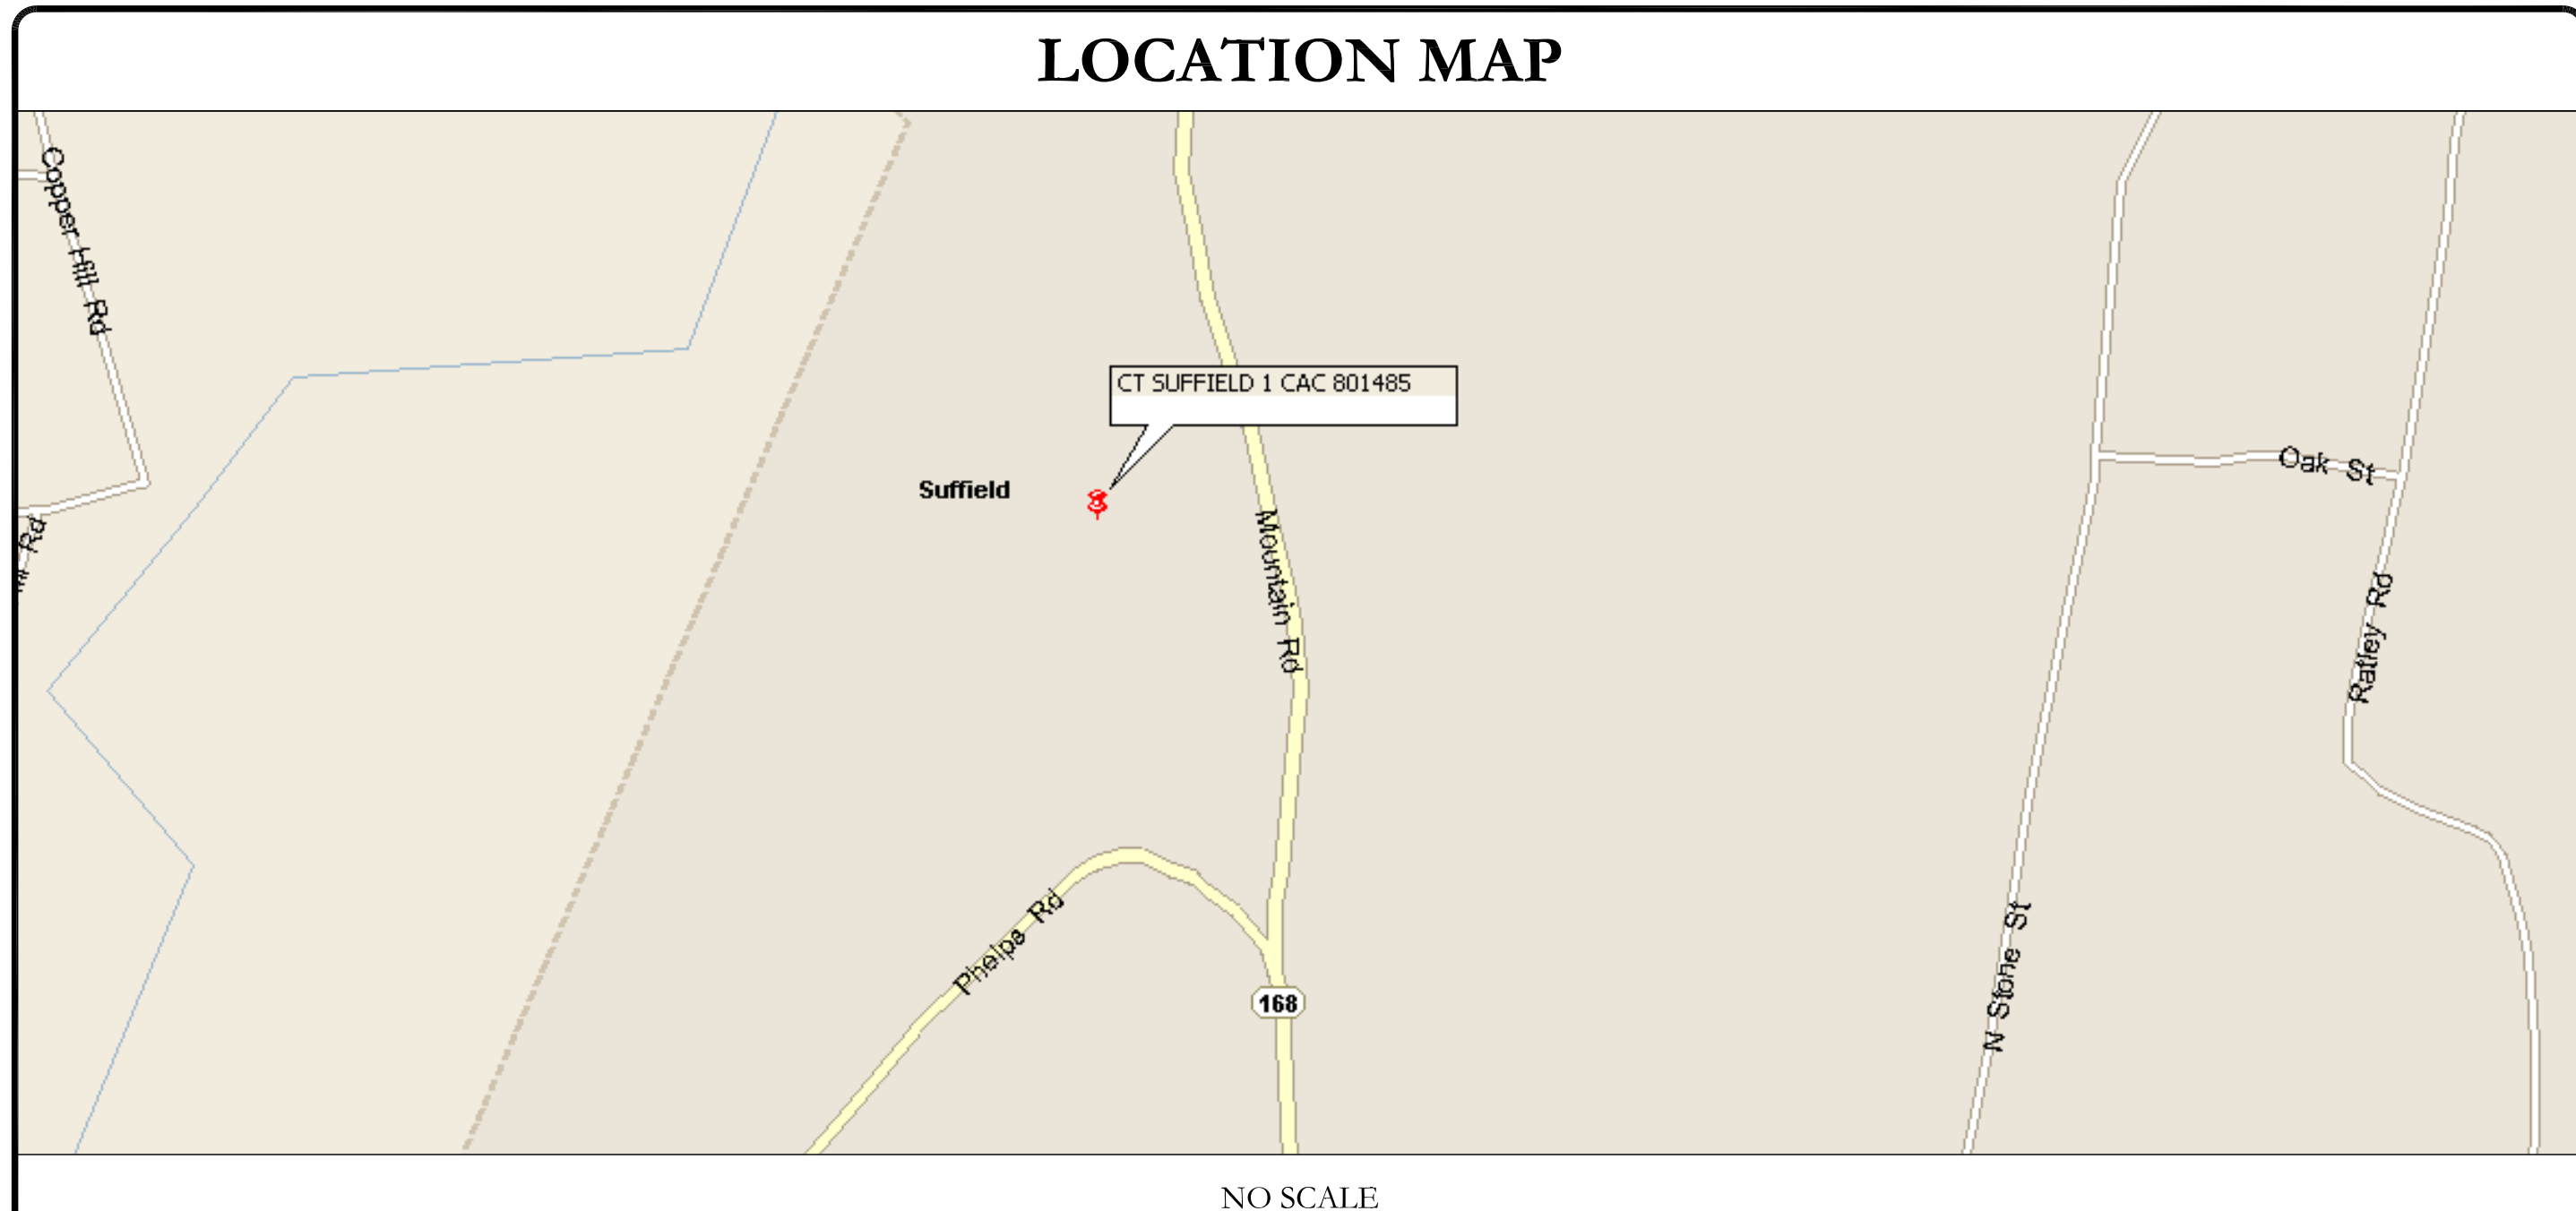 LOCATION MAP
Copper Hill Rd
CT SUFFIELD 1 CAC 801485
Suffield
Oak St
Rd
Mountain Rd
Ratley Rd
Phelps Rd
168
N Stone St
NO SCALE